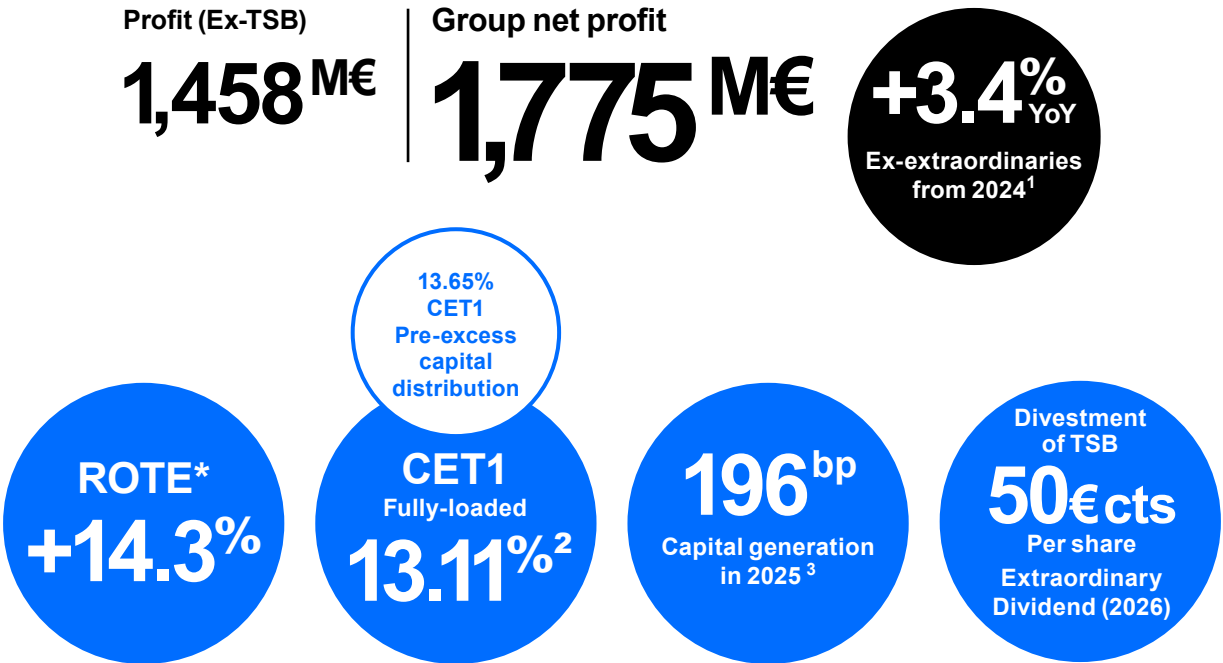 Profit (Ex-TSB)
1,458 M€
Group net profit
1,775 M€
+3.4% YoY
Ex-extraordinaries
from 2024¹
13.65%
CET1
Pre-excess
capital
distribution
ROTE*
+14.3%
CET1
Fully-loaded
13.11%²
196 bp
Capital generation
in 2025 ³
Divestment
of TSB
50€ cts
Per share
Extraordinary
Dividend (2026)